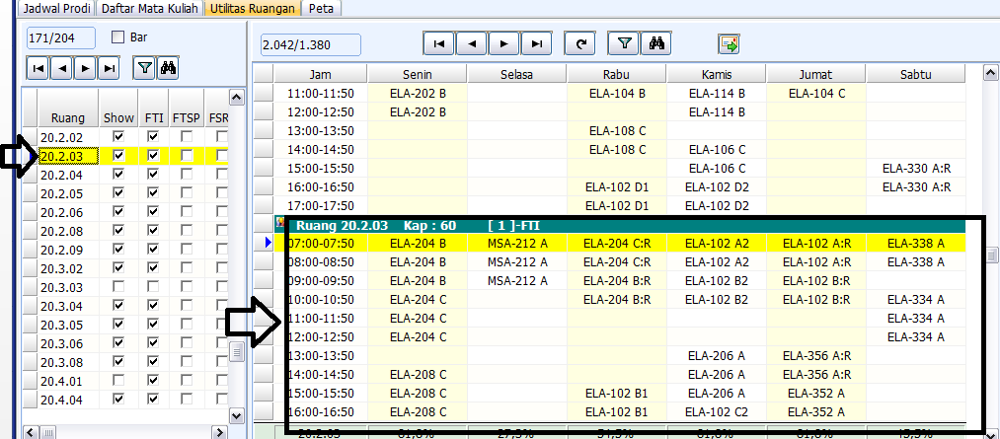 Jadwal Prodi Daftar Mata Kuliah Utilitas Ruangan Peta
171/204 Bar
2.042/1.380
Ruang Show FTI FTSP FSR
20.2.02
20.2.03
20.2.04
20.2.05
20.2.06
20.2.08
20.2.09
20.3.02
20.3.03
20.3.04
20.3.05
20.3.06
20.3.08
20.4.01
20.4.04
Jam Senin Selasa Rabu Kamis Jumat Sabtu
11:00-11:50 ELA-202 B ELA-104 B ELA-114 B ELA-104 C
12:00-12:50 ELA-202 B ELA-114 B
13:00-13:50 ELA-108 C
14:00-14:50 ELA-108 C ELA-106 C
15:00-15:50 ELA-106 C ELA-330 A:R
16:00-16:50 ELA-102 D1 ELA-102 D2 ELA-330 A:R
17:00-17:50 ELA-102 D1 ELA-102 D2
Ruang 20.2.03 Kap : 60 [ 1 ]-FTI
07:00-07:50 ELA-204 B MSA-212 A ELA-204 C:R ELA-102 A2 ELA-102 A:R ELA-338 A
08:00-08:50 ELA-204 B MSA-212 A ELA-204 C:R ELA-102 A2 ELA-102 A:R ELA-338 A
09:00-09:50 ELA-204 B MSA-212 A ELA-204 B:R ELA-102 B2 ELA-102 B:R
10:00-10:50 ELA-204 C ELA-204 B:R ELA-102 B2 ELA-102 B:R ELA-334 A
11:00-11:50 ELA-204 C ELA-334 A
12:00-12:50 ELA-204 C ELA-334 A
13:00-13:50 ELA-206 A ELA-356 A:R
14:00-14:50 ELA-208 C ELA-206 A ELA-356 A:R
15:00-15:50 ELA-208 C ELA-102 B1 ELA-206 A ELA-352 A
16:00-16:50 ELA-208 C ELA-102 B1 ELA-102 C2 ELA-352 A